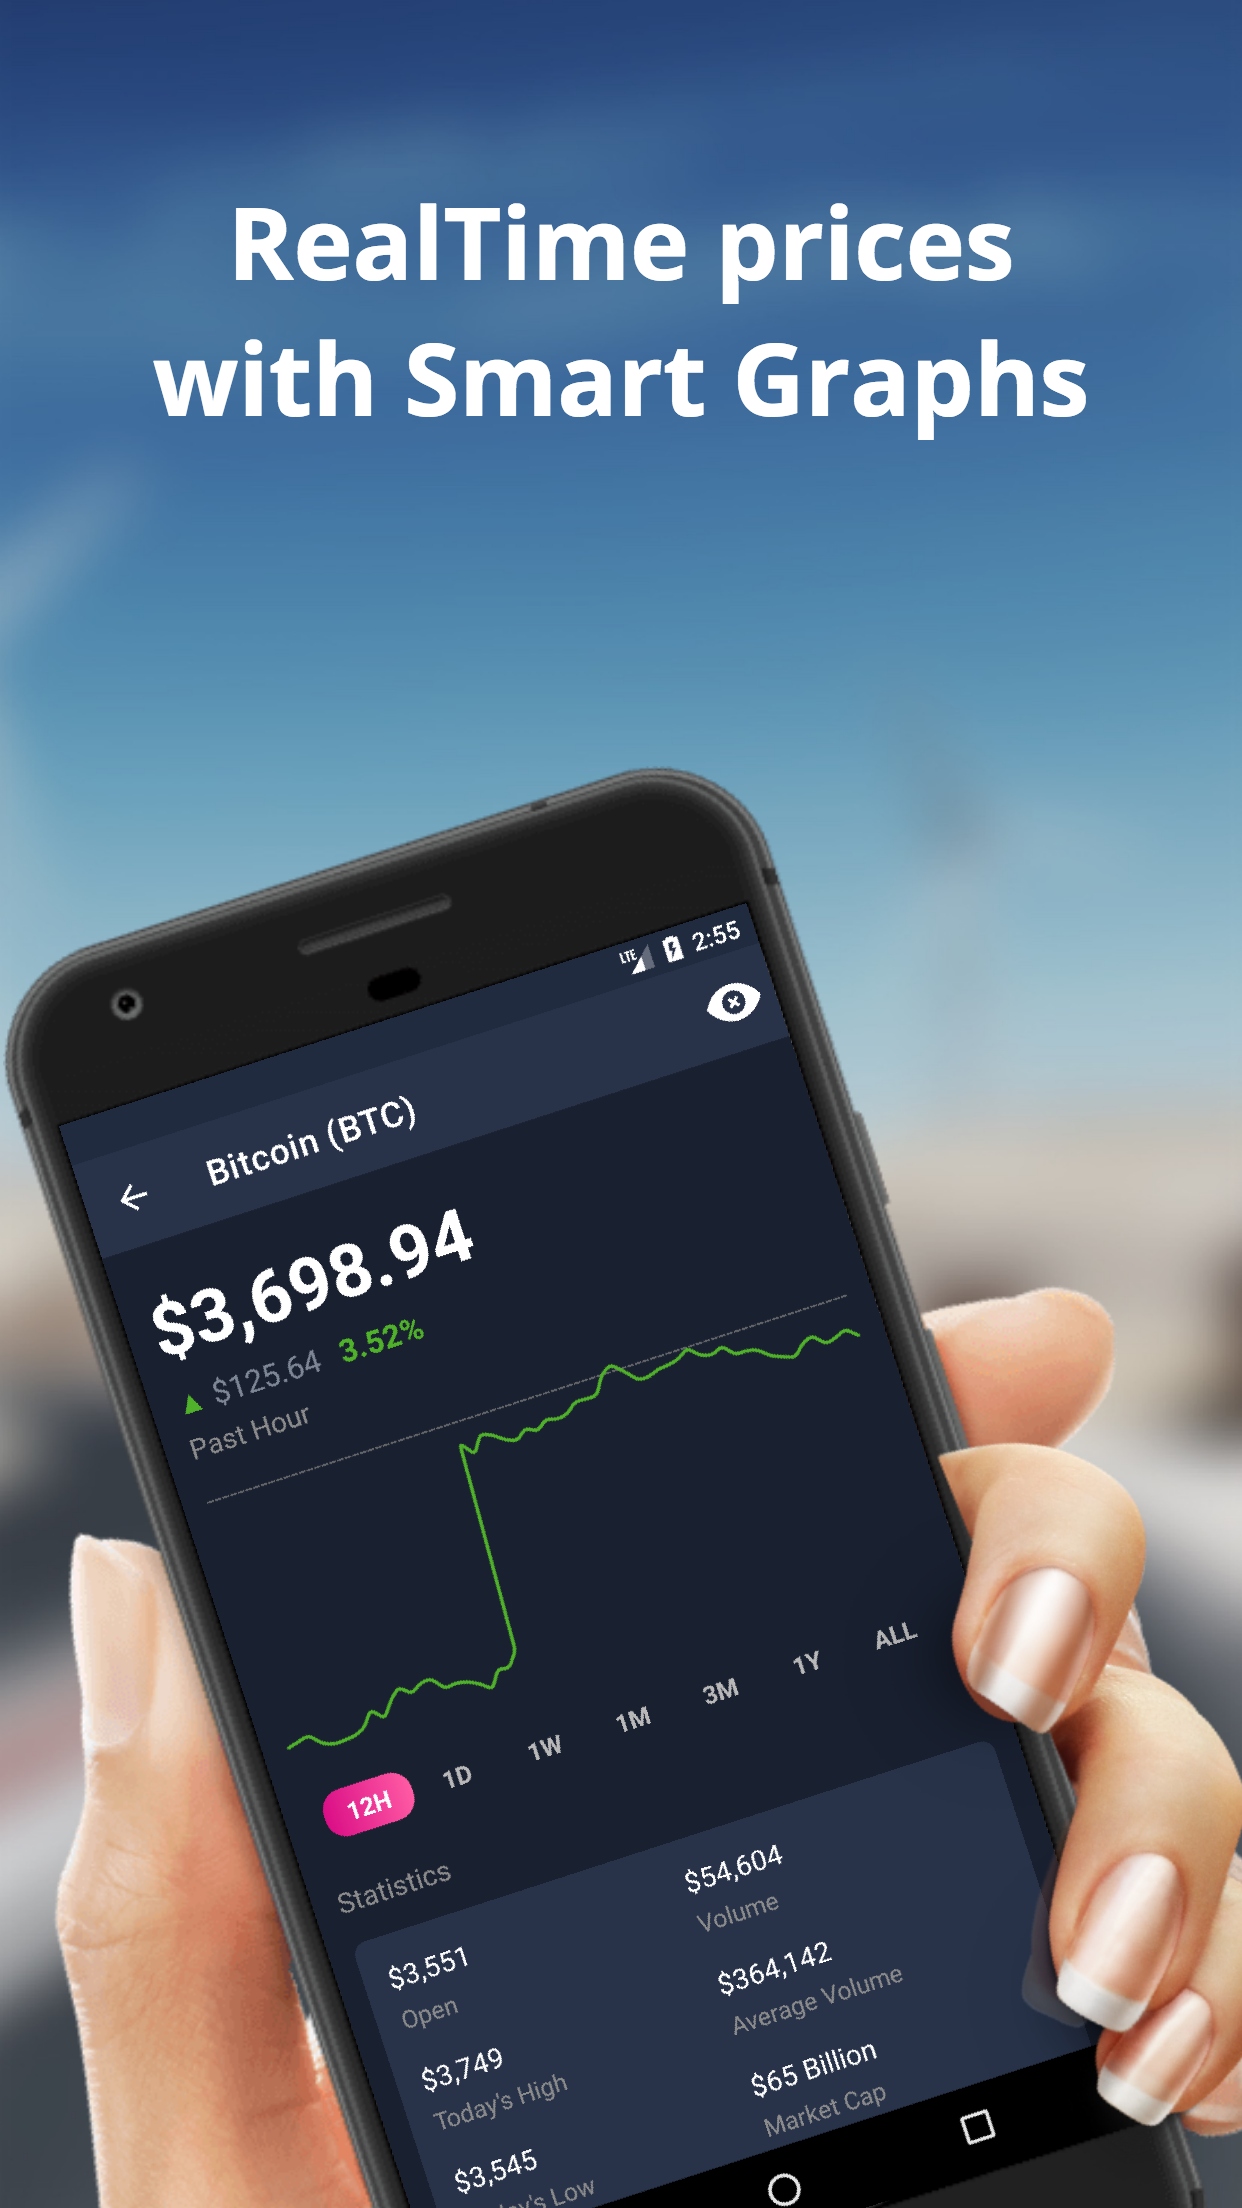 RealTime prices
with Smart Graphs
LTE 2:55
Bitcoin (BTC)
$3,698.94
▲ $125.64 3.52%
Past Hour
12H 1D 1W 1M 3M 1Y ALL
Statistics
$3,551
Open
$54,604
Volume
$3,749
Today's High
$364,142
Average Volume
$3,545
Low
$65 Billion
Market Cap